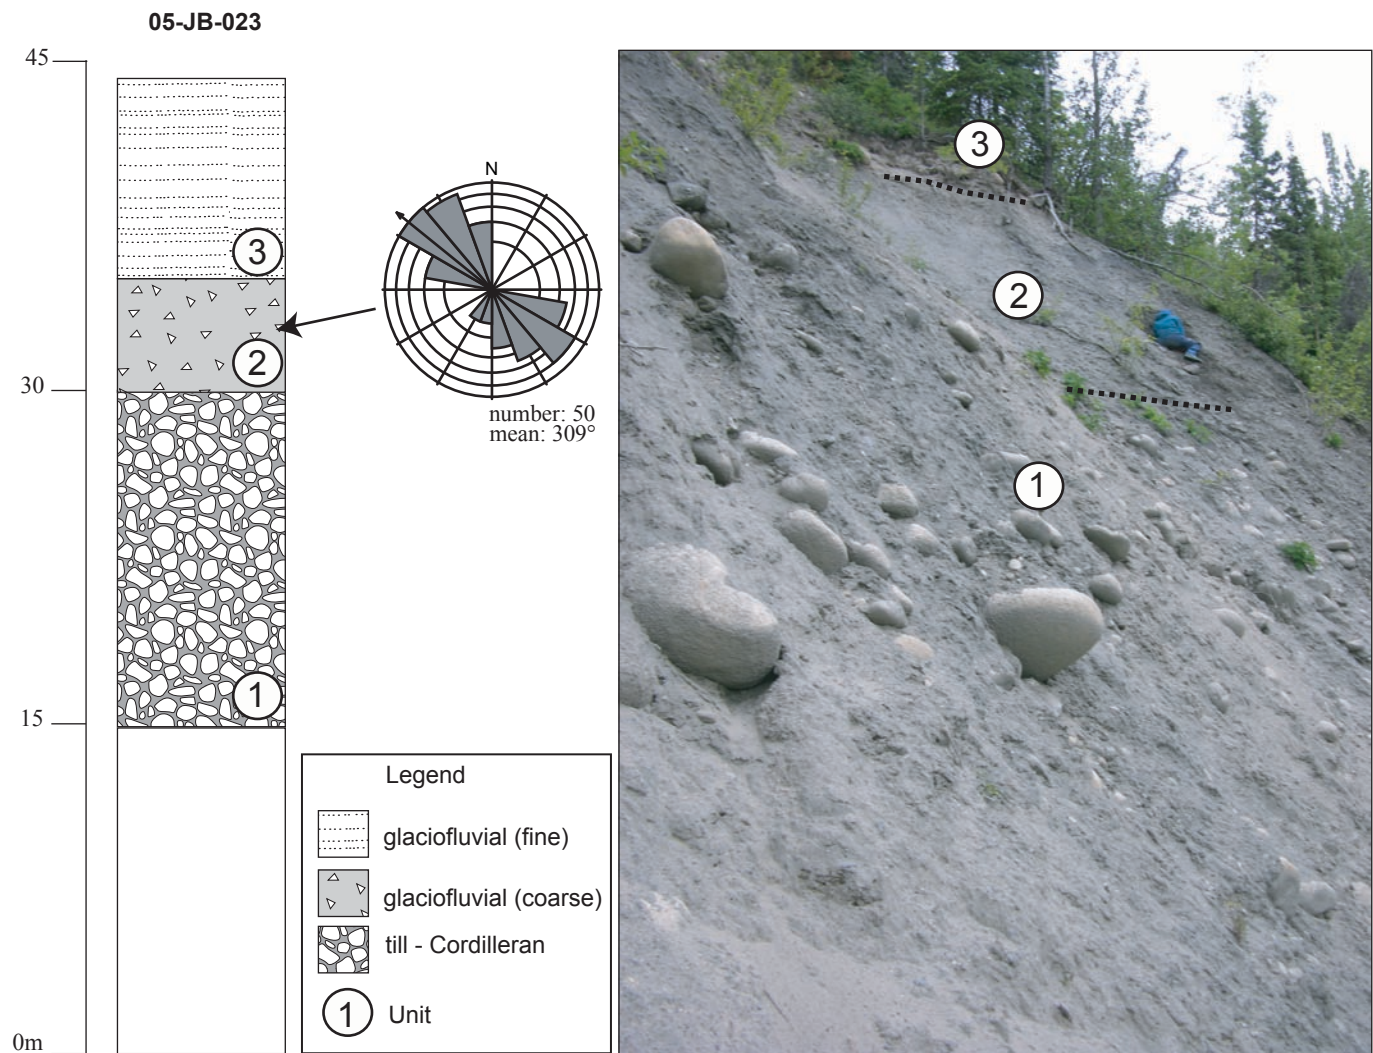 05-JB-023
45
30
15
0m
3
2
1
N
number: 50
mean: 309°
Legend
glaciofluvial (fine)
glaciofluvial (coarse)
till - Cordilleran
1 Unit
3
2
1